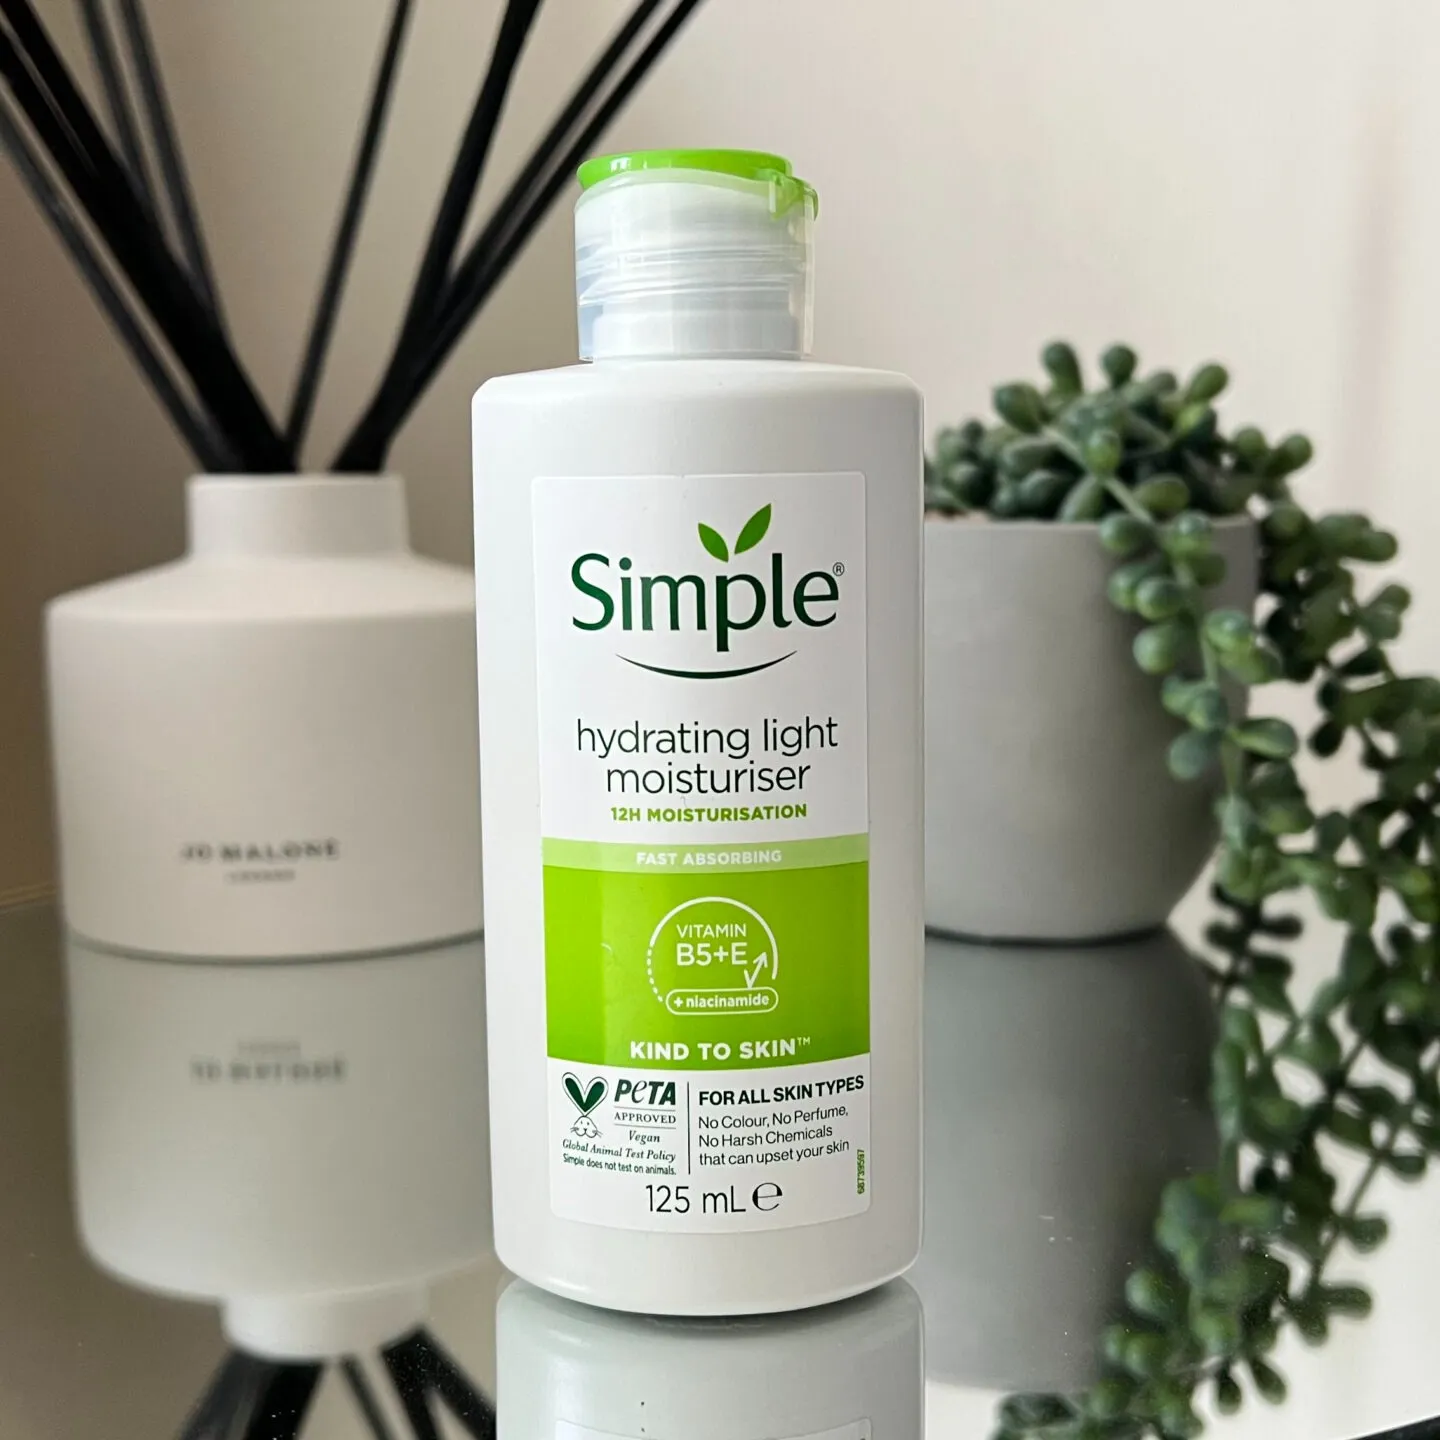 Simple®
hydrating light
moisturiser
12H MOISTURISATION
FAST ABSORBING
VITAMIN
B5+E
+ niacinamide
KIND TO SKIN™
PETA
APPROVED
Vegan
Global Animal Test Policy
Simple does not test on animals.
FOR ALL SKIN TYPES
No Colour, No Perfume,
No Harsh Chemicals
that can upset your skin
68739597
125 mL e
JO MALONE